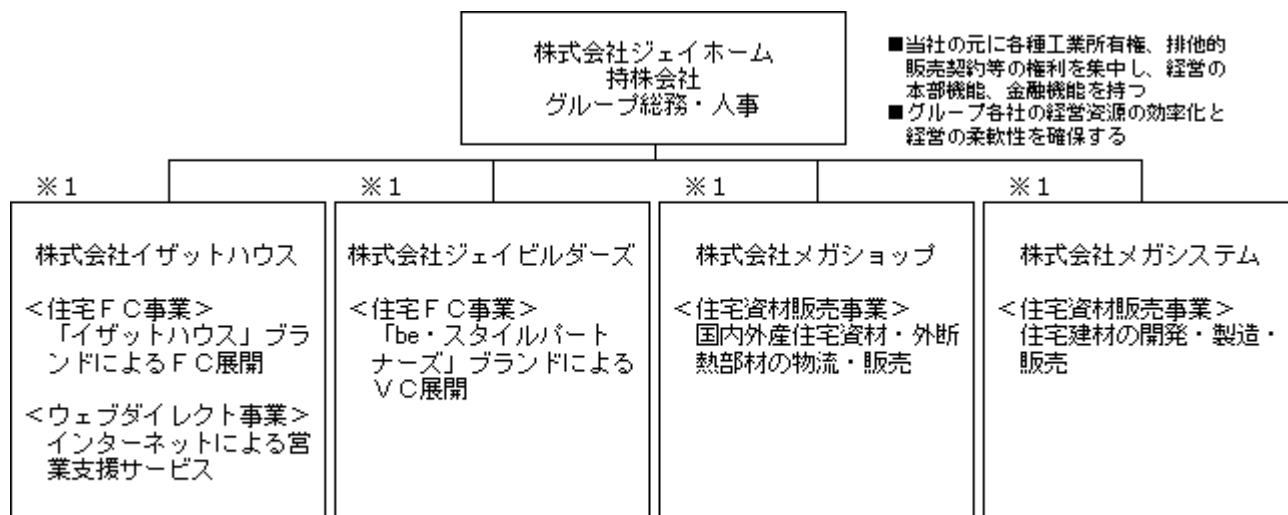 株式会社ジェイホーム
持株会社
グループ総務・人事
■当社の元に各種工業所有権、排他的
販売契約等の権利を集中し、経営の
本部機能、金融機能を持つ
■グループ各社の経営資源の効率化と
経営の柔軟性を確保する
※1
株式会社イザットハウス
<住宅FC事業>
「イザットハウス」ブラ
ンドによるFC展開
<ウェブダイレクト事業>
インターネットによる営
業支援サービス
※1
株式会社ジェイビルダーズ
<住宅FC事業>
「be・スタイルパート
ナーズ」ブランドによる
VC展開
※1
株式会社メガショップ
<住宅資材販売事業>
国内外産住宅資材・外断
熱部材の物流・販売
※1
株式会社メガシステム
<住宅資材販売事業>
住宅建材の開発・製造・
販売